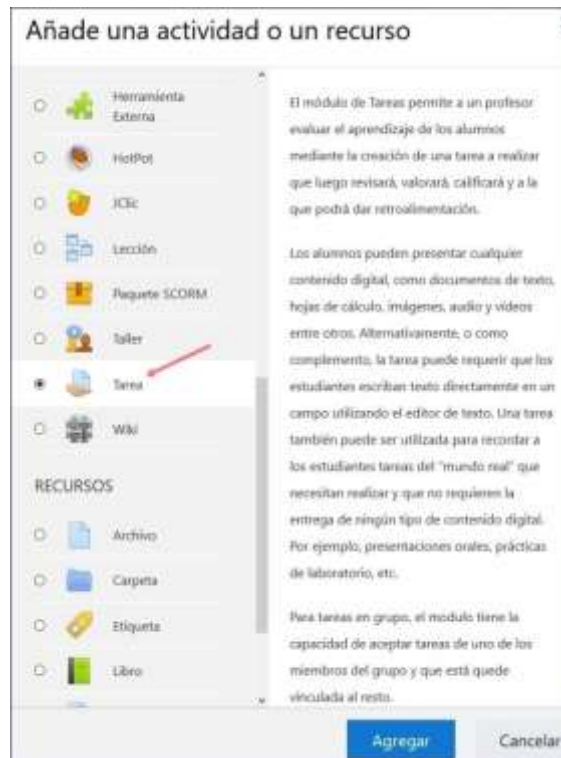 Añade una actividad o un recurso
Herramienta
Externa
HotPot
JClic
Lección
Paquete SCORM
Taller
Tarea
Wiki
RECURSOS
Archivo
Carpeta
Etiqueta
Libro
El módulo de Tareas permite a un profesor
evaluar el aprendizaje de los alumnos
mediante la creación de una tarea a realizar
que luego revisará, valorará, calificará y a la
que podrá dar retroalimentación.
Los alumnos pueden presentar cualquier
contenido digital, como documentos de texto,
hojas de cálculo, imágenes, audio y vídeos
entre otros. Alternativamente, o como
complemento, la tarea puede requerir que los
estudiantes escriban texto directamente en un
campo utilizando el editor de texto. Una tarea
también puede ser utilizada para recordar a
los estudiantes tareas del "mundo real" que
necesitan realizar y que no requieren la
entrega de ningún tipo de contenido digital.
Por ejemplo, presentaciones orales, prácticas
de laboratorio, etc.
Para tareas en grupo, el modulo tiene la
capacidad de aceptar tareas de uno de los
miembros del grupo y que está quede
vinculada al resto.
Agregar
Cancelar